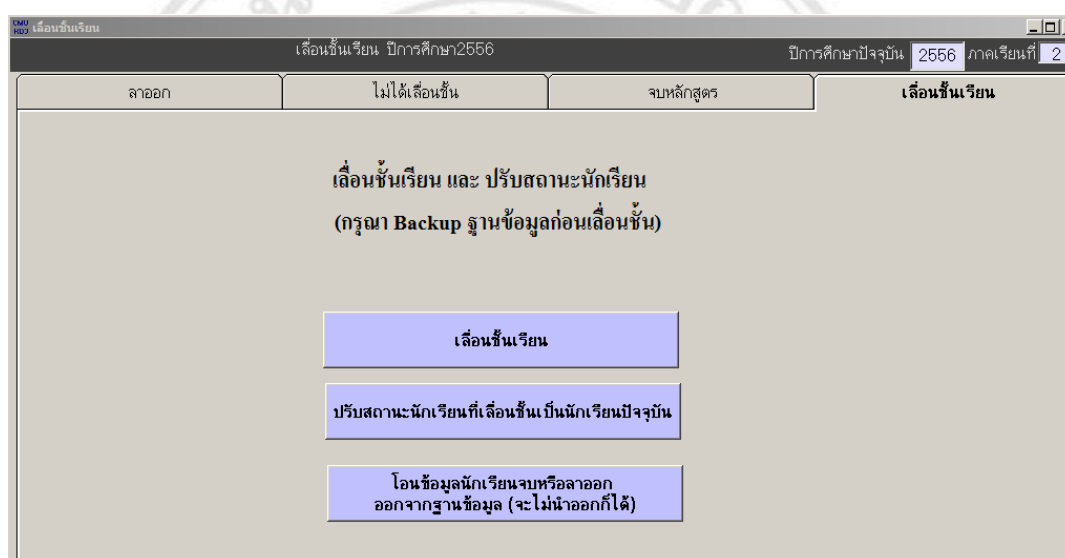 CMU
HDJ เลื่อนชั้นเรียน
เลื่อนชั้นเรียน ปีการศึกษา2556
ปีการศึกษาปัจจุบัน 2556 ภาคเรียนที่ 2
ลาออก ไม่ได้เลื่อนชั้น จบหลักสูตร เลื่อนชั้นเรียน
เลื่อนชั้นเรียน และ ปรับสถานะนักเรียน
(กรุณา Backup ฐานข้อมูลก่อนเลื่อนชั้น)
เลื่อนชั้นเรียน
ปรับสถานะนักเรียนที่เลื่อนชั้นเป็นนักเรียนปัจจุบัน
โอนข้อมูลนักเรียนจบหรือลาออก
ออกจากฐานข้อมูล (จะไม่นำออกก็ได้)